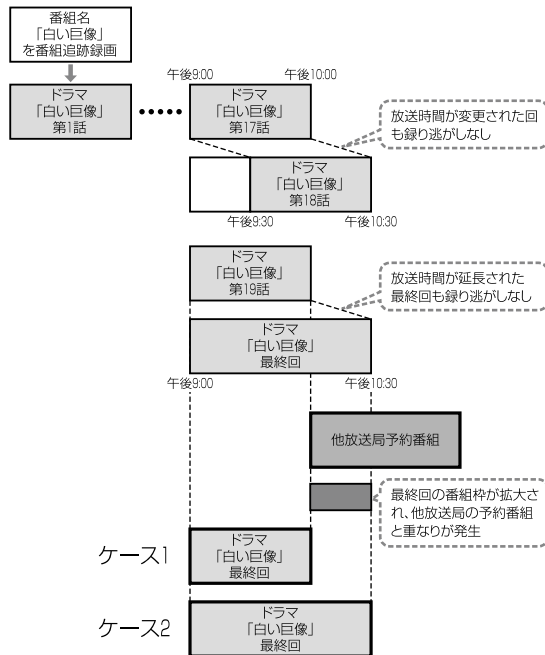 番組名
「白い巨像」
を番組追跡録画
午後9:00
午後10:00
ドラマ
「白い巨像」
第1話
ドラマ
「白い巨像」
第17話
放送時間が変更された回
も録り逃がしなし
ドラマ
「白い巨像」
第18話
午後9:30
午後10:30
ドラマ
「白い巨像」
第19話
放送時間が延長された
最終回も録り逃がしなし
ドラマ
「白い巨像」
最終回
午後9:00
午後10:30
他放送局予約番組
最終回の番組枠が拡大さ
れ、他放送局の予約番組
と重なりが発生
ケース1
ドラマ
「白い巨像」
最終回
ケース2
ドラマ
「白い巨像」
最終回